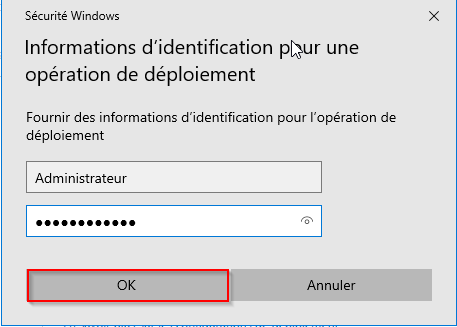 Sécurité Windows
Informations d’identification pour une
opération de déploiement
Fournir des informations d’identification pour l’opération de
déploiement
Administrateur
●●●●●●●●●●●●
OK
Annuler